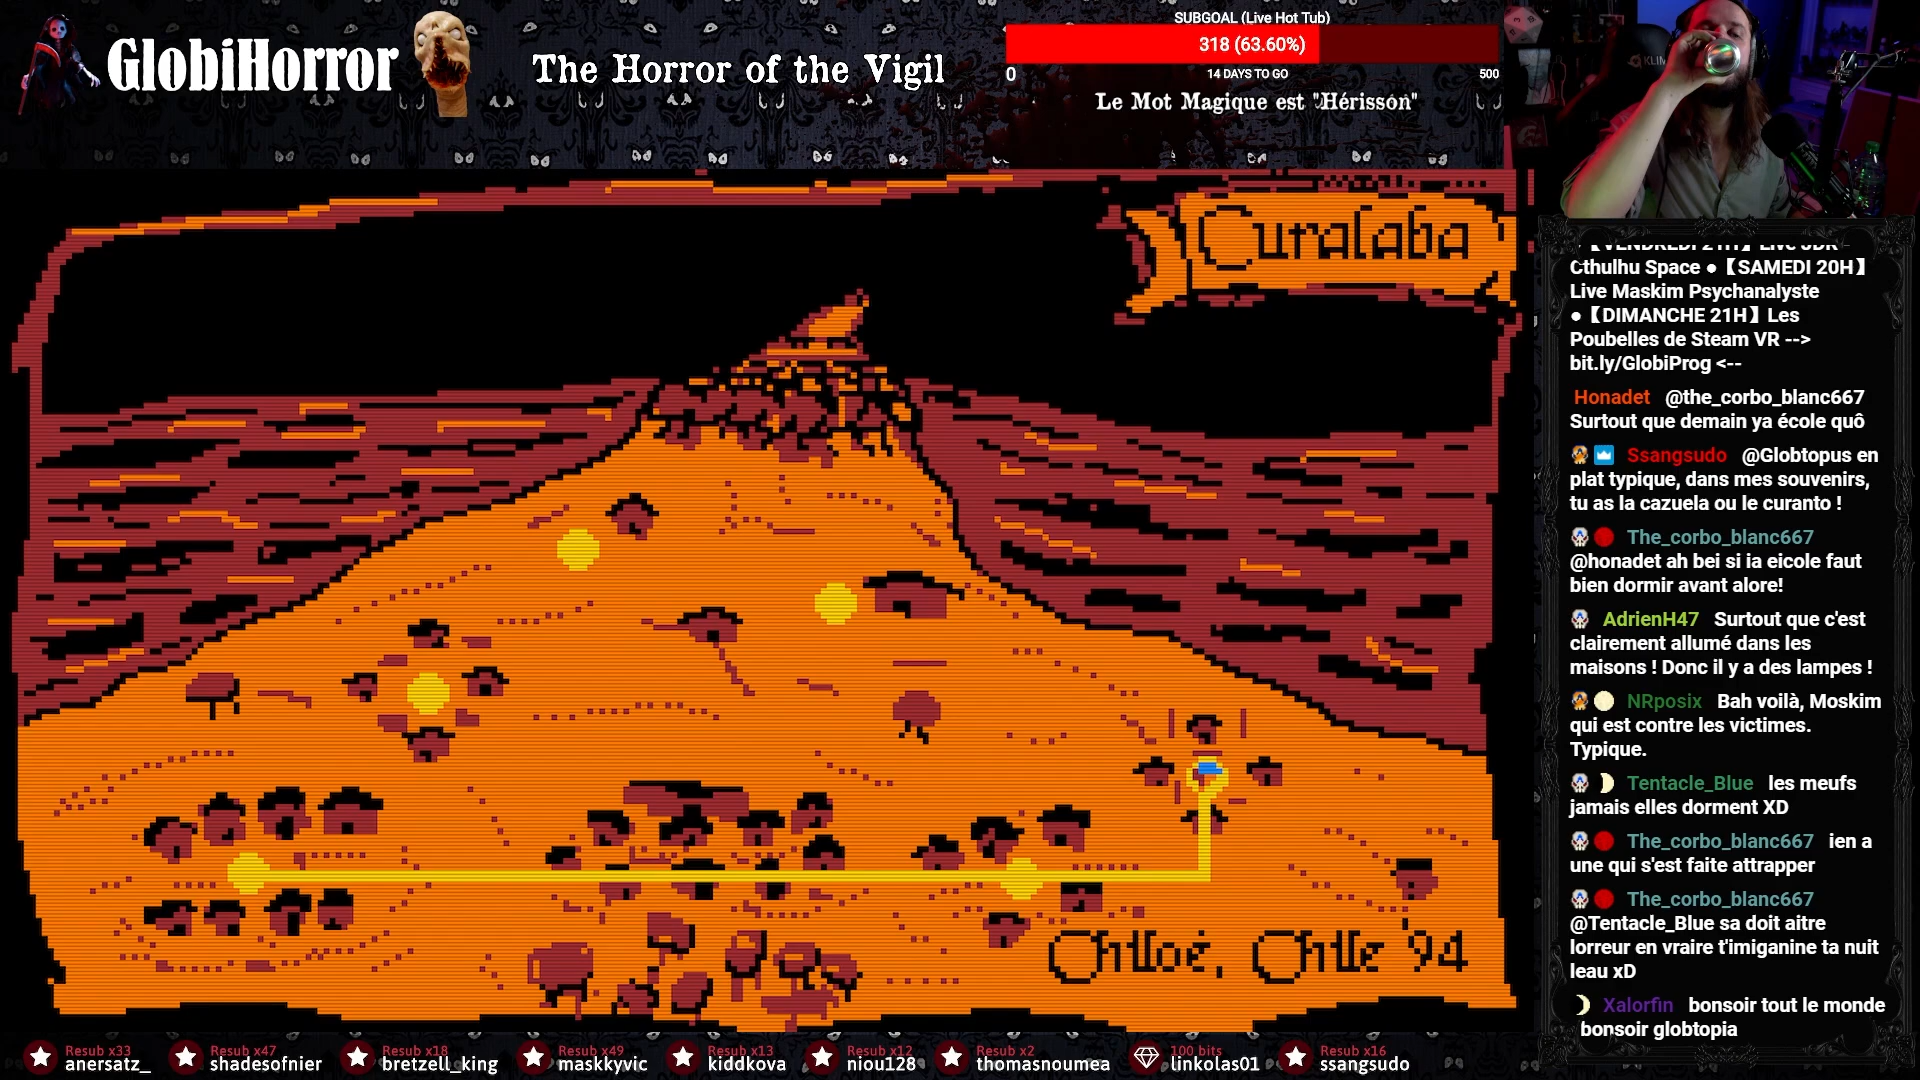 GlobiHorror
The Horror of the Vigil
SUBGOAL (Live Hot Tub)
318 (63.60%)
0
14 DAYS TO GO
500
Le Mot Magique est "Hérisson"
Curalaba
Chiloé, Chile '94
【VENDREDI 21H】 Live JDR -
Cthulhu Space ●【SAMEDI 20H】
Live Maskim Psychanalyste
●【DIMANCHE 21H】Les
Poubelles de Steam VR -->
bit.ly/GlobiProg <--
Honadet @the_corbo_blanc667
Surtout que demain ya école quô
Ssangsudo @Globtopus en
plat typique, dans mes souvenirs,
tu as la cazuela ou le curanto !
The_corbo_blanc667
@honadet ah bei si ia eicole faut
bien dormir avant alore!
AdrienH47 Surtout que c'est
clairement allumé dans les
maisons ! Donc il y a des lampes !
NRposix Bah voilà, Moskim
qui est contre les victimes.
Typique.
Tentacle_Blue les meufs
jamais elles dorment XD
The_corbo_blanc667 ien a
une qui s'est faite attrapper
The_corbo_blanc667
@Tentacle_Blue sa doit aitre
lorreur en vraire t'imiganine ta nuit
leau xD
Xalorfin bonsoir tout le monde
bonsoir globtopia
Resub x33
anersatz_
Resub x47
shadesofnier
Resub x18
bretzell_king
Resub x49
maskkyvic
Resub x13
kiddkova
Resub x12
niou128
Resub x2
thomasnoumea
100 bits
linkolas01
Resub x16
ssangsudo